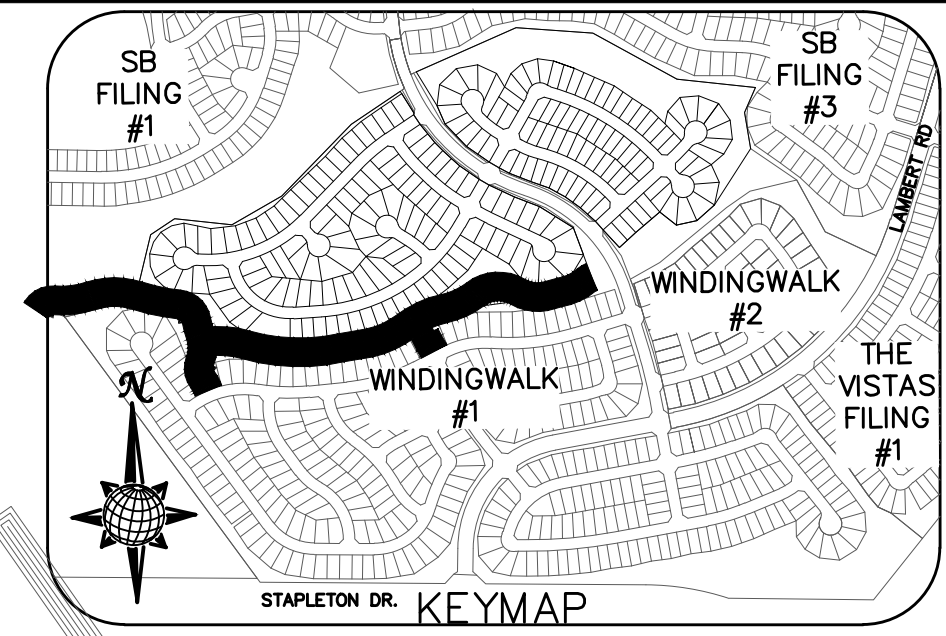 SB
FILING
#1
SB
FILING
#3
LAMBERT RD
WINDINGWALK
#2
THE
VISTAS
FILING
#1
WINDINGWALK
#1
N
STAPLETON DR.
KEYMAP